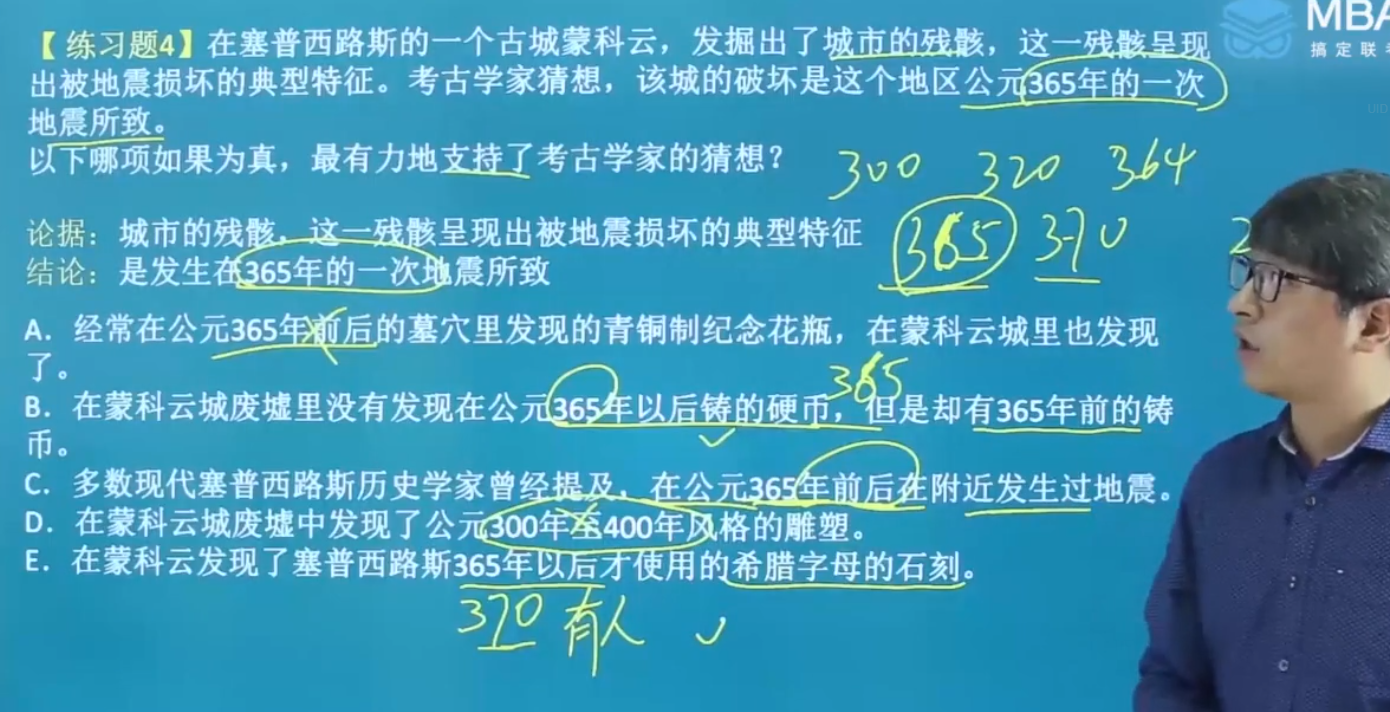 MBA
搞定联考
【练习题4】在塞普西路斯的一个古城蒙科云，发掘出了城市的残骸，这一残骸呈现
出被地震损坏的典型特征。考古学家猜想，该城的破坏是这个地区公元365年的一次
地震所致。
以下哪项如果为真，最有力地支持了考古学家的猜想？
300 320 364
论据：城市的残骸，这一残骸呈现出被地震损坏的典型特征
365 370
结论：是发生在365年的一次地震所致
A．经常在公元365年前后的墓穴里发现的青铜制纪念花瓶，在蒙科云城里也发现
了。
365
B．在蒙科云城废墟里没有发现在公元365年以后铸的硬币，但是却有365年前的铸
币。
C．多数现代塞普西路斯历史学家曾经提及，在公元365年前后在附近发生过地震。
D．在蒙科云城废墟中发现了公元300年至400年风格的雕塑。
E．在蒙科云发现了塞普西路斯365年以后才使用的希腊字母的石刻。
370 有人